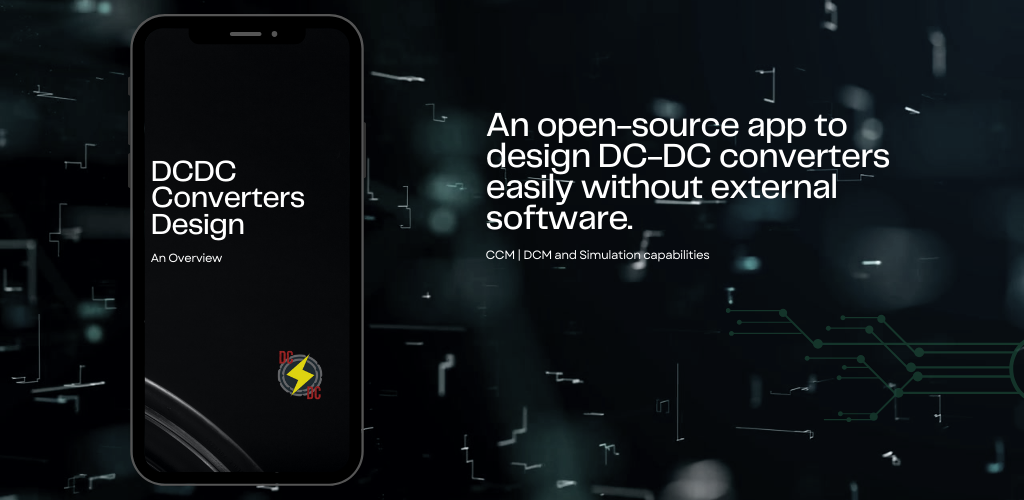 DCDC
Converters
Design
An Overview
DC
DC
An open-source app to
design DC-DC converters
easily without external
software.
CCM | DCM and Simulation capabilities